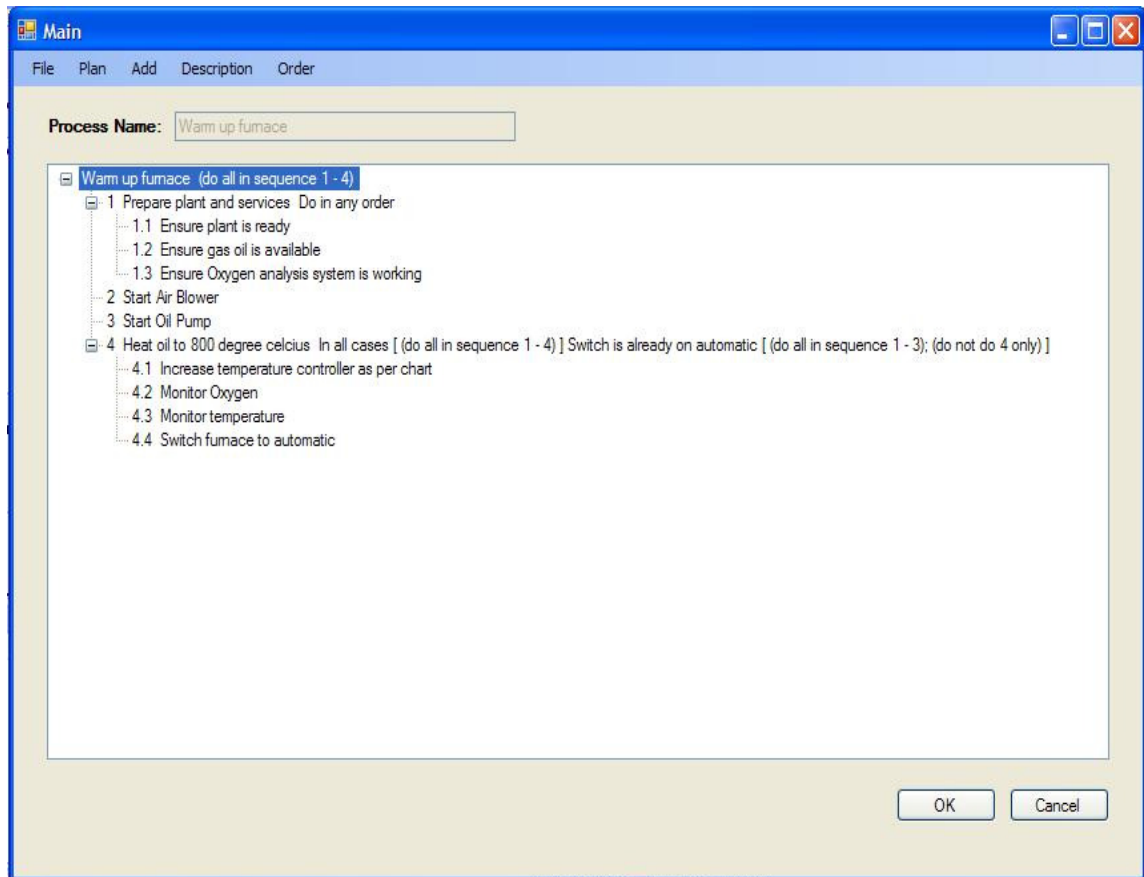 Main
File Plan Add Description Order
Process Name: Warm up furnace
Warm up furnace (do all in sequence 1 - 4)
1 Prepare plant and services Do in any order
1.1 Ensure plant is ready
1.2 Ensure gas oil is available
1.3 Ensure Oxygen analysis system is working
2 Start Air Blower
3 Start Oil Pump
4 Heat oil to 800 degree celcius In all cases [ (do all in sequence 1 - 4) ] Switch is already on automatic [ (do all in sequence 1 - 3); (do not do 4 only) ]
4.1 Increase temperature controller as per chart
4.2 Monitor Oxygen
4.3 Monitor temperature
4.4 Switch furnace to automatic
OK Cancel